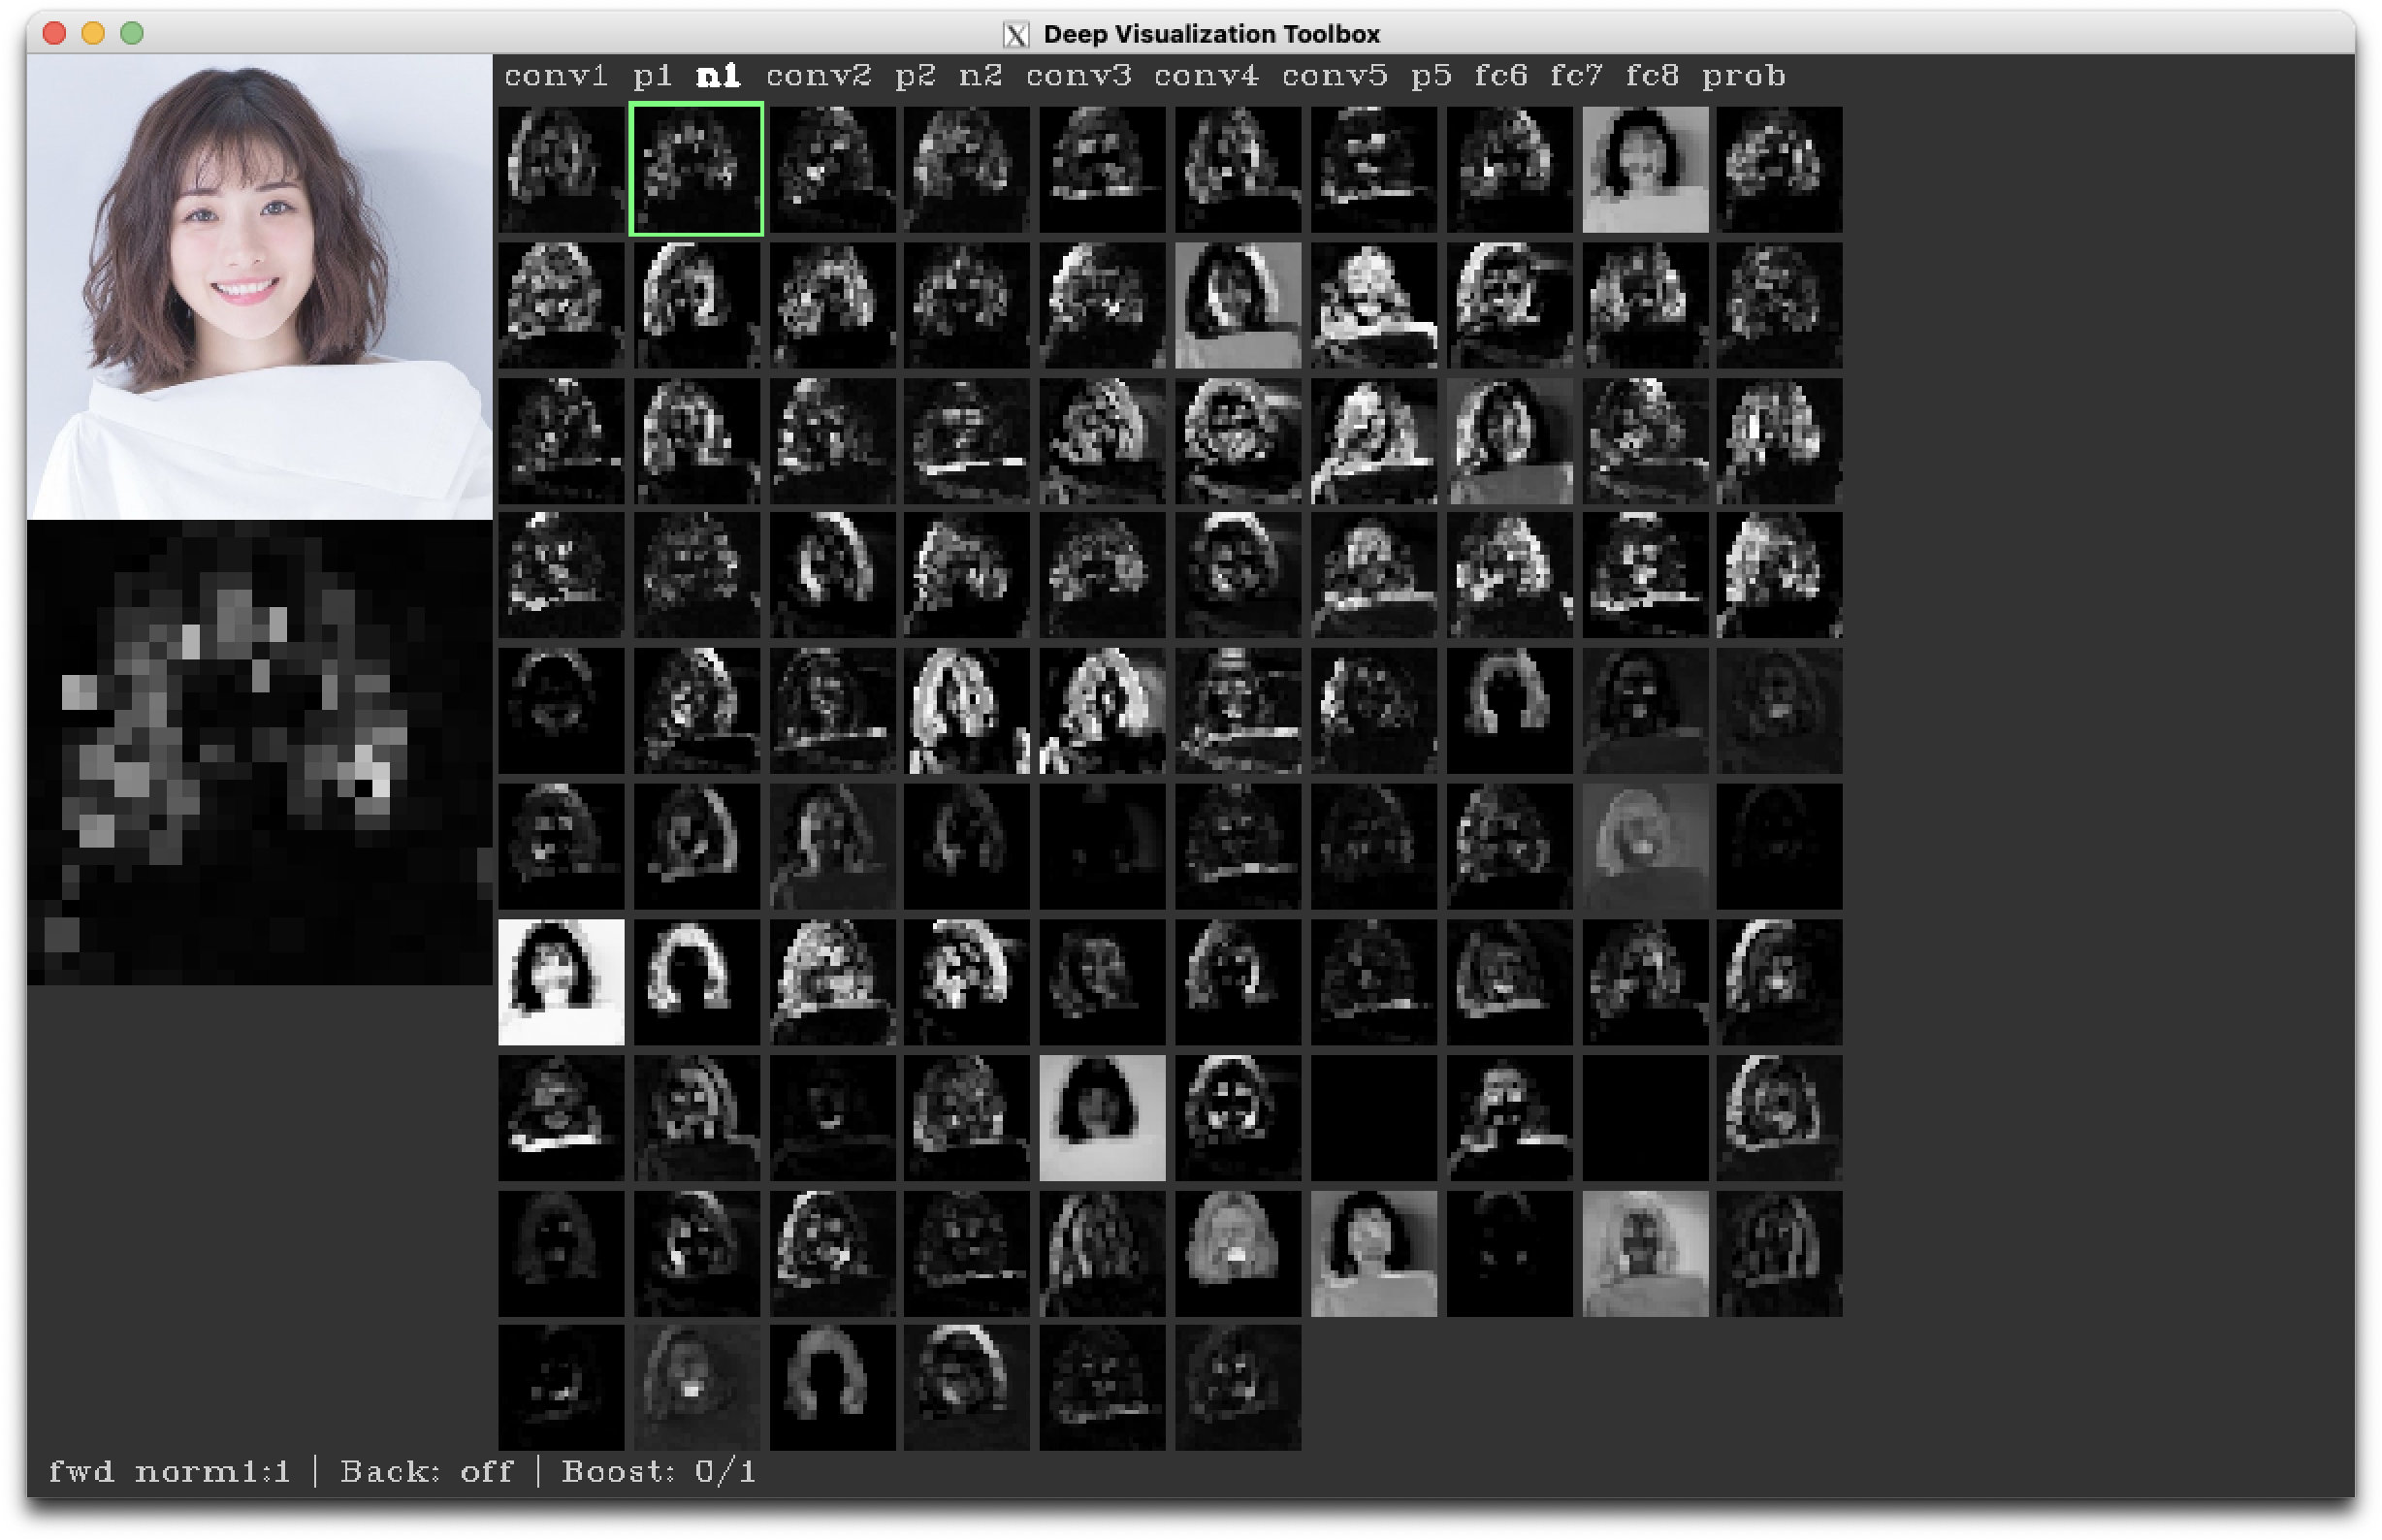 Deep Visualization Toolbox
conv1 p1 n1 conv2 p2 n2 conv3 conv4 conv5 p5 fc6 fc7 fc8 prob
fwd norm1:1 | Back: off | Boost: 0/1